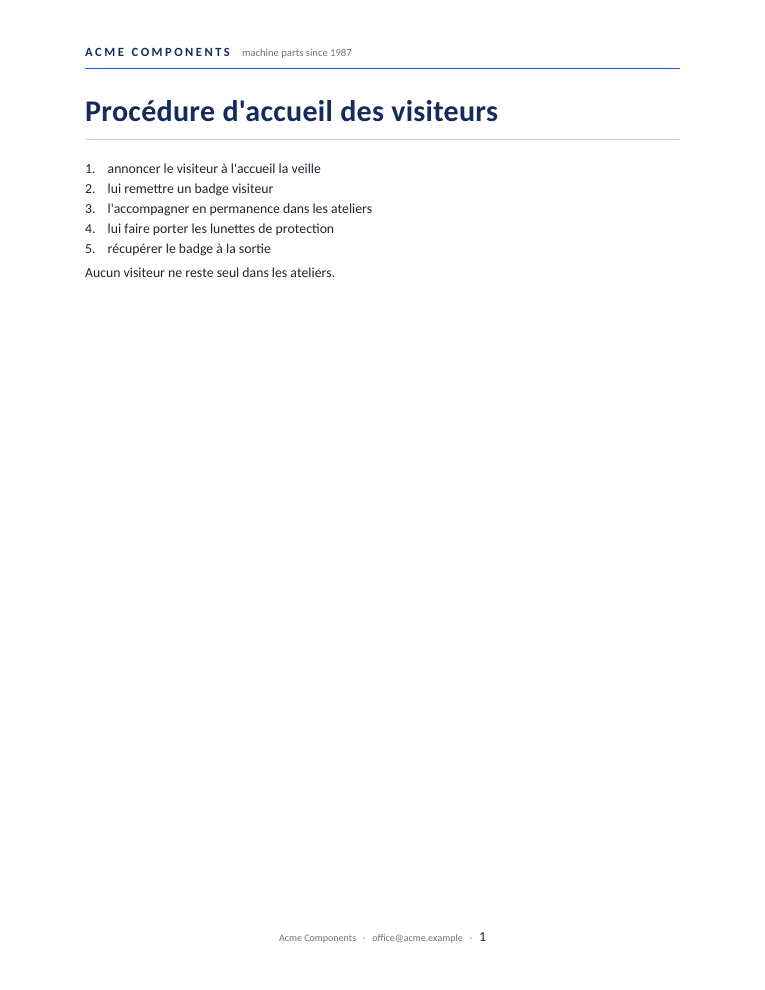 ACME COMPONENTS machine parts since 1987
Procédure d'accueil des visiteurs
1. annoncer le visiteur à l'accueil la veille
2. lui remettre un badge visiteur
3. l'accompagner en permanence dans les ateliers
4. lui faire porter les lunettes de protection
5. récupérer le badge à la sortie
Aucun visiteur ne reste seul dans les ateliers.
Acme Components · office@acme.example · 1